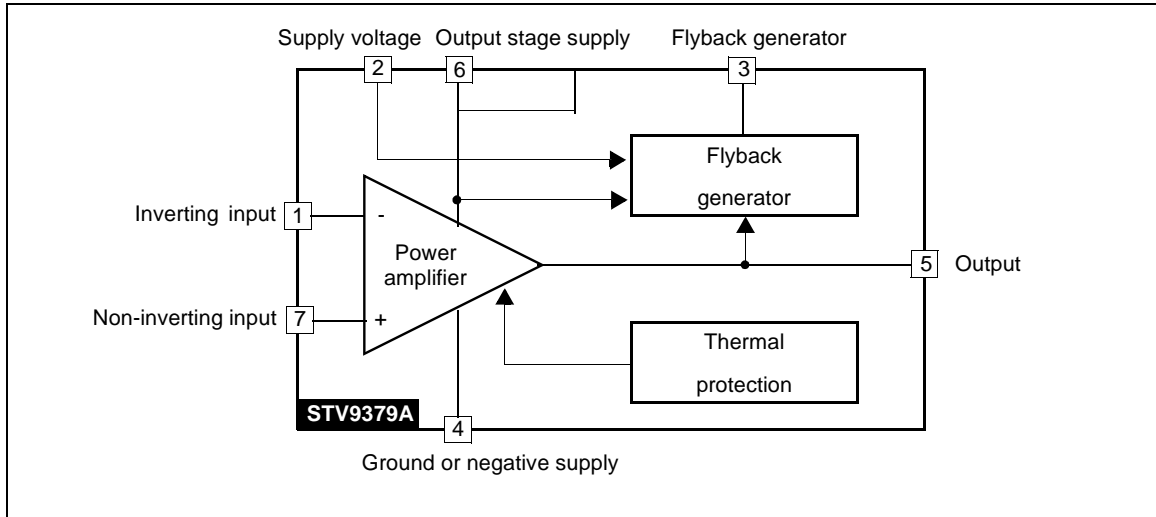 Supply voltage Output stage supply Flyback generator
2 6 3
Flyback
generator
Inverting input 1 -
Power
amplifier
5 Output
Non-inverting input 7 +
Thermal
protection
STV9379A
4
Ground or negative supply